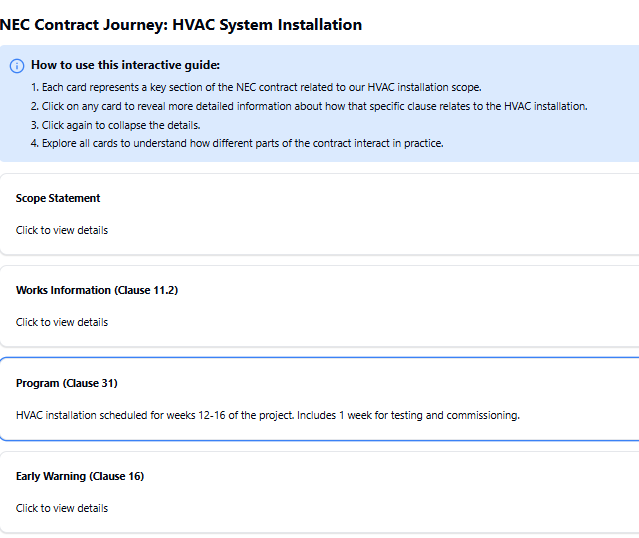 NEC Contract Journey: HVAC System Installation
How to use this interactive guide:
1. Each card represents a key section of the NEC contract related to our HVAC installation scope.
2. Click on any card to reveal more detailed information about how that specific clause relates to the HVAC installation.
3. Click again to collapse the details.
4. Explore all cards to understand how different parts of the contract interact in practice.
Scope Statement
Click to view details
Works Information (Clause 11.2)
Click to view details
Program (Clause 31)
HVAC installation scheduled for weeks 12-16 of the project. Includes 1 week for testing and commissioning.
Early Warning (Clause 16)
Click to view details